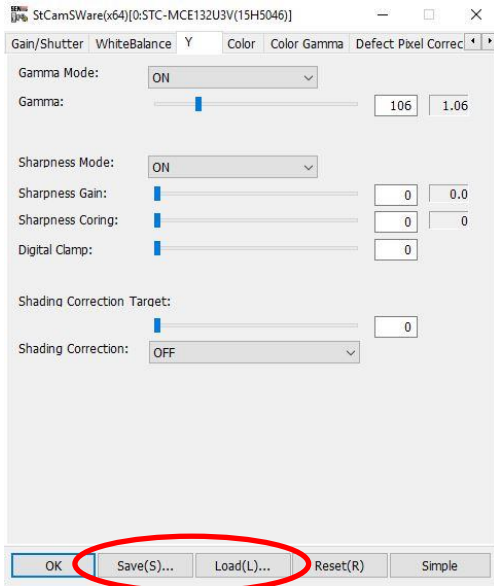 StCamSWare(x64)[0:STC-MCE132U3V(15H5046)]
Gain/Shutter WhiteBalance Y Color Color Gamma Defect Pixel Correc
Gamma Mode: ON
Gamma: 106 1.06
Sharpness Mode: ON
Sharpness Gain: 0 0.0
Sharpness Coring: 0 0
Digital Clamp: 0
Shading Correction Target:
0
Shading Correction: OFF
OK Save(S)... Load(L)... Reset(R) Simple